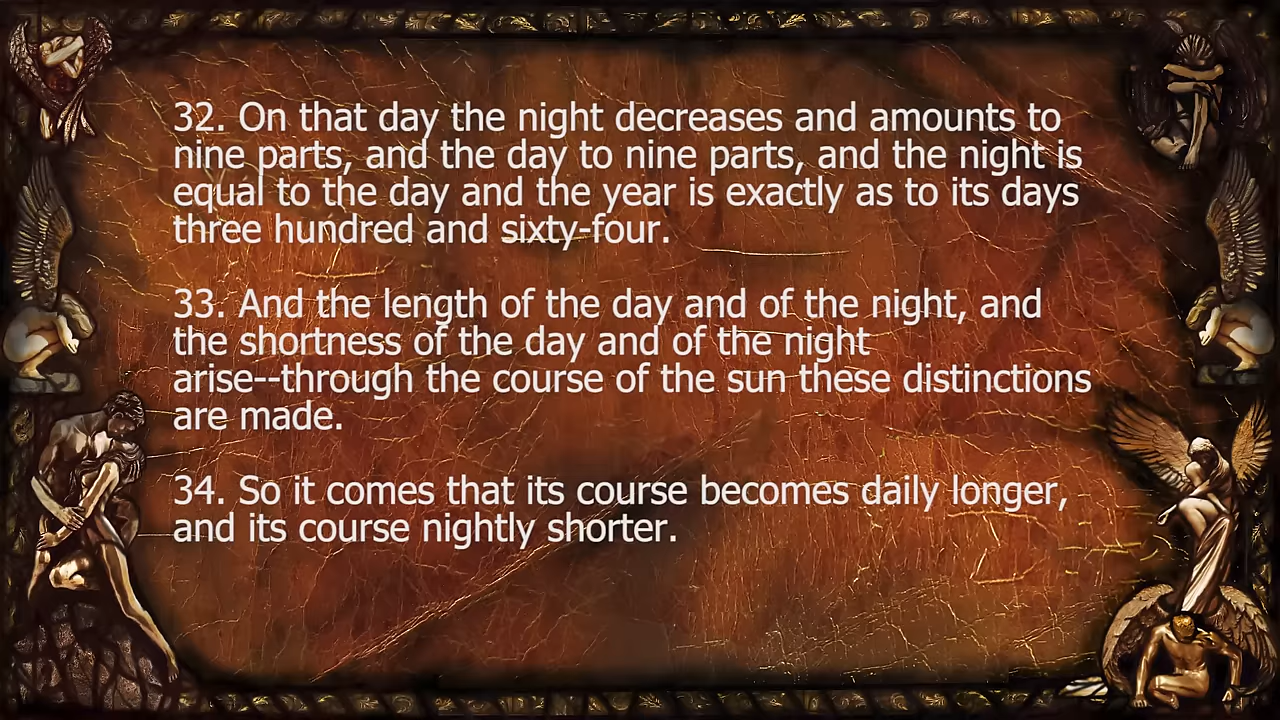 32. On that day the night decreases and amounts to
nine parts, and the day to nine parts, and the night is
equal to the day and the year is exactly as to its days
three hundred and sixty-four.
33. And the length of the day and of the night, and
the shortness of the day and of the night
arise--through the course of the sun these distinctions
are made.
34. So it comes that its course becomes daily longer,
and its course nightly shorter.